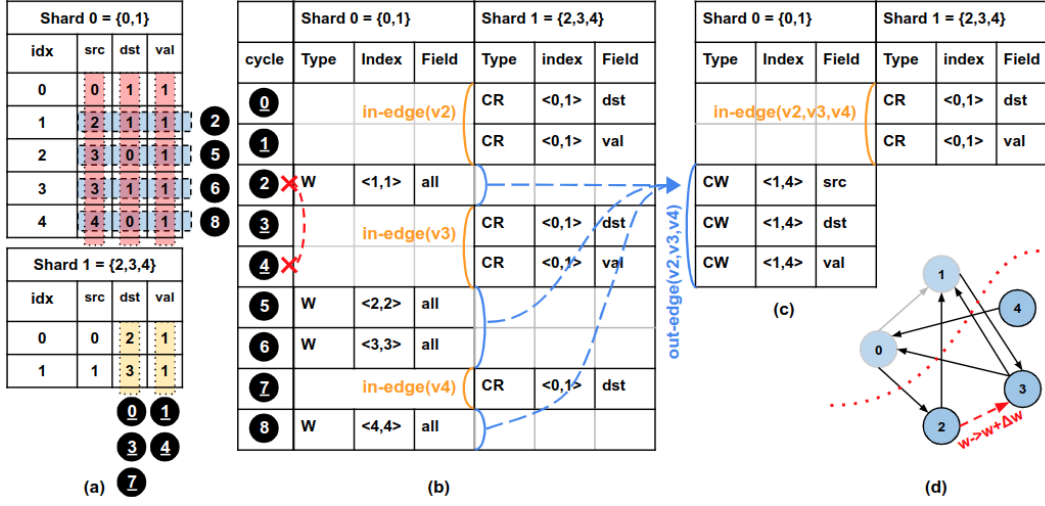 Shard 0 = {0,1}
idx src dst val
0 0 1 1
1 2 1 1 2
2 3 0 1 5
3 3 1 1 6
4 4 0 1 8
Shard 1 = {2,3,4}
idx src dst val
0 0 2 1
1 1 3 1
0 1
3 4
7
(a)
Shard 0 = {0,1} Shard 1 = {2,3,4}
cycle Type Index Field Type index Field
0 in-edge(v2) CR <0,1> dst
1 CR <0,1> val
2 W <1,1> all
3 in-edge(v3) CR <0,1> dst
4 CR <0,1> val
5 W <2,2> all
6 W <3,3> all
7 in-edge(v4) CR <0,1> dst
8 W <4,4> all
(b)
out-edge(v2,v3,v4)
Shard 0 = {0,1} Shard 1 = {2,3,4}
Type Index Field Type index Field
in-edge(v2,v3,v4) CR <0,1> dst
CR <0,1> val
CW <1,4> src
CW <1,4> dst
CW <1,4> val
(c)
1
4
0
3
2
w->w+Δw
(d)